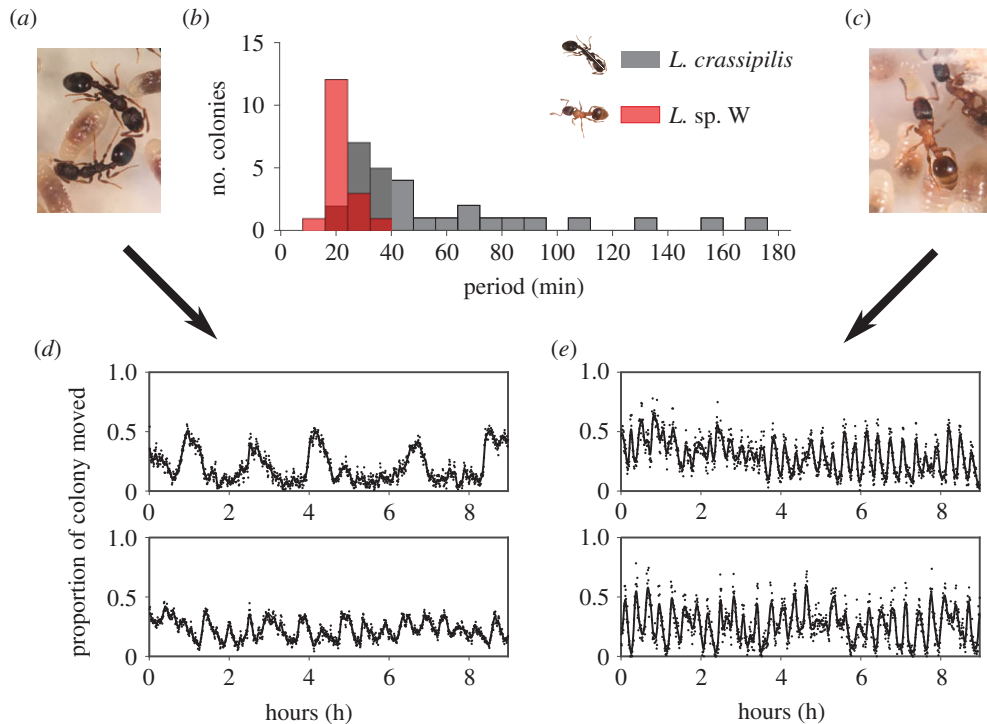 (a)
(b)
(c)
15
10
5
0
no. colonies
L. crassipilis
L. sp. W
0 20 40 60 80 100 120 140 160 180
period (min)
(d)
(e)
proportion of colony moved
1.0
0.5
0
0 2 4 6 8
1.0
0.5
0
0 2 4 6 8
hours (h)
1.0
0.5
0
0 2 4 6 8
1.0
0.5
0
0 2 4 6 8
hours (h)